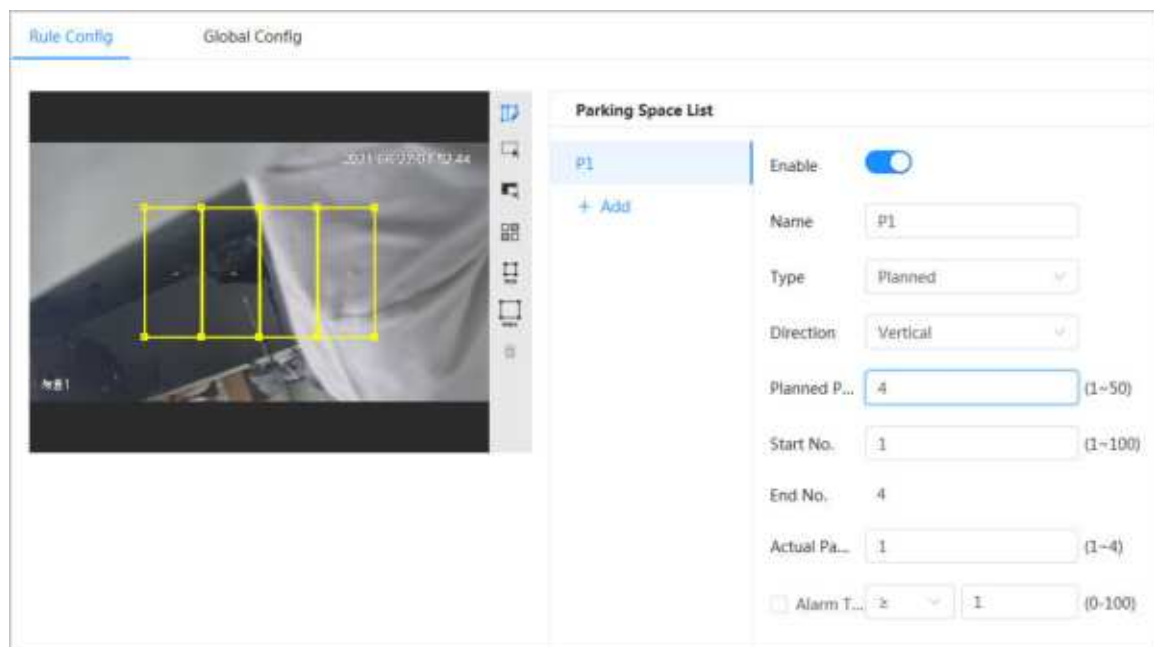 Rule Config
Global Config
Parking Space List
P1
+ Add
Enable
Name P1
Type Planned
Direction Vertical
Planned P... 4 (1~50)
Start No. 1 (1~100)
End No. 4
Actual Pa... 1 (1~4)
Alarm T... ≥ 1 (0-100)